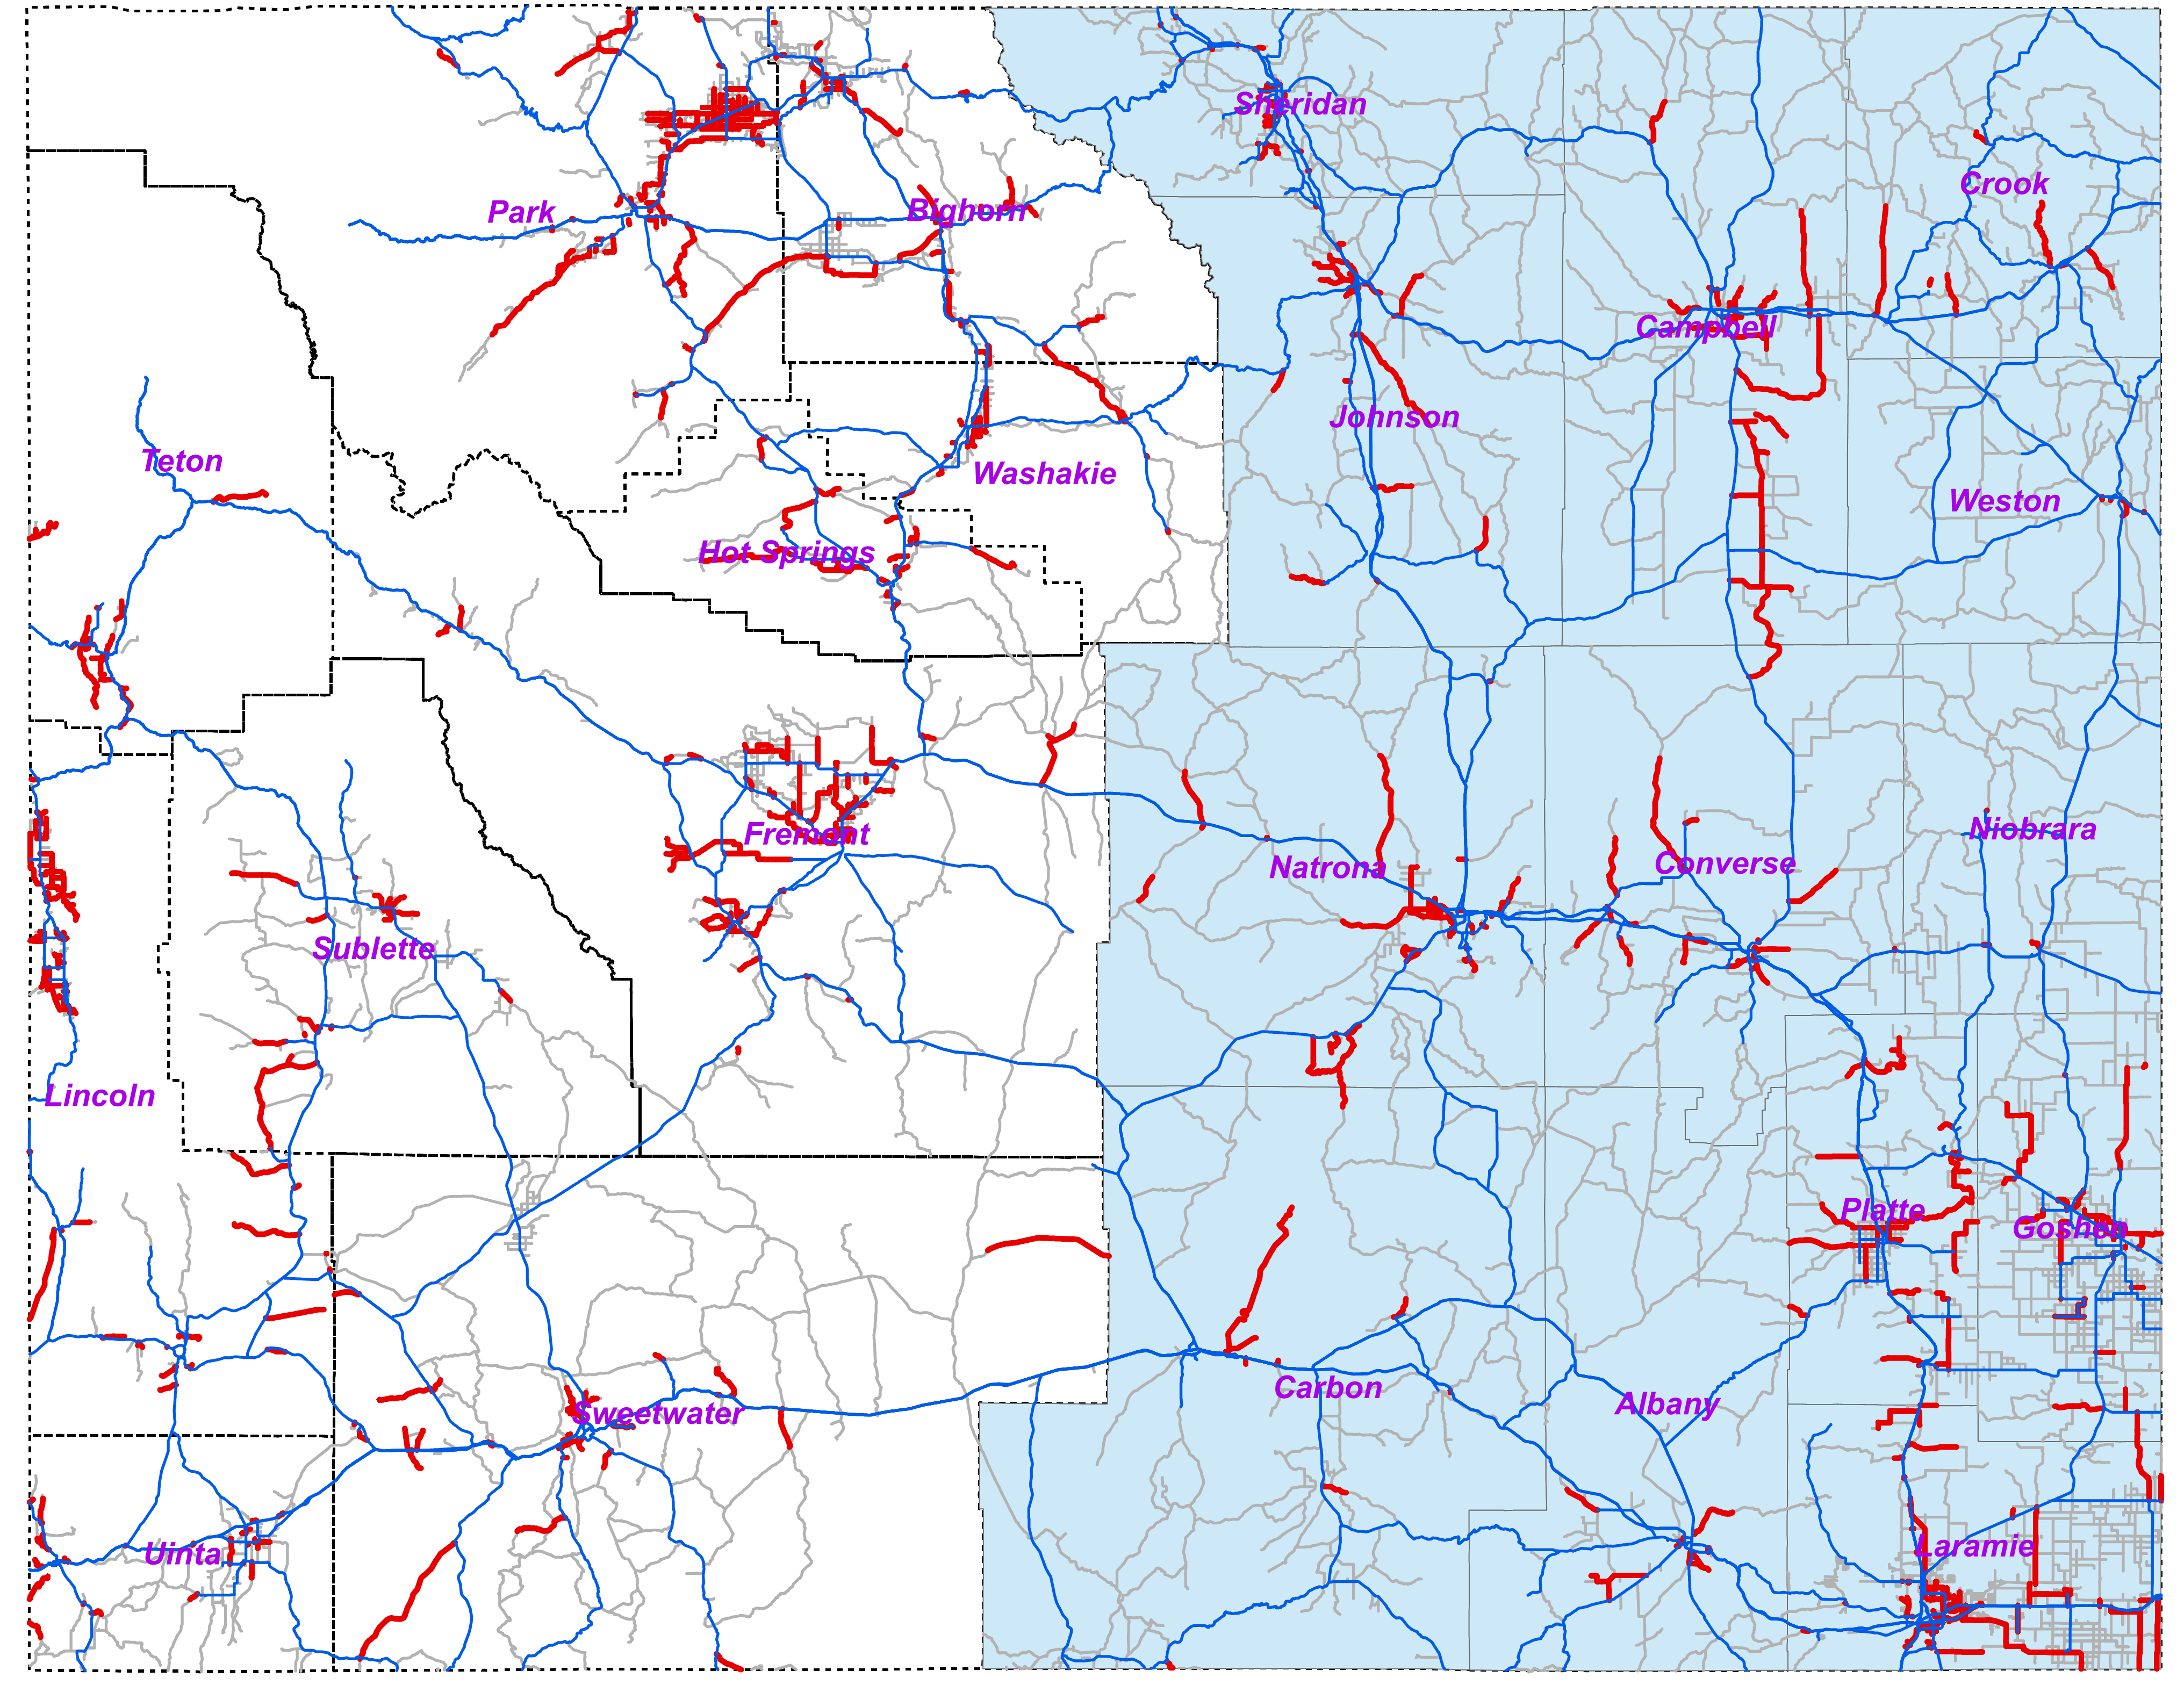 Sheridan
Crook
Park
Bighorn
Campbell
Johnson
Teton
Washakie
Weston
Hot Springs
Niobrara
Fremont
Natrona
Converse
Sublette
Lincoln
Platte
Goshen
Carbon
Albany
Sweetwater
Uinta
Laramie